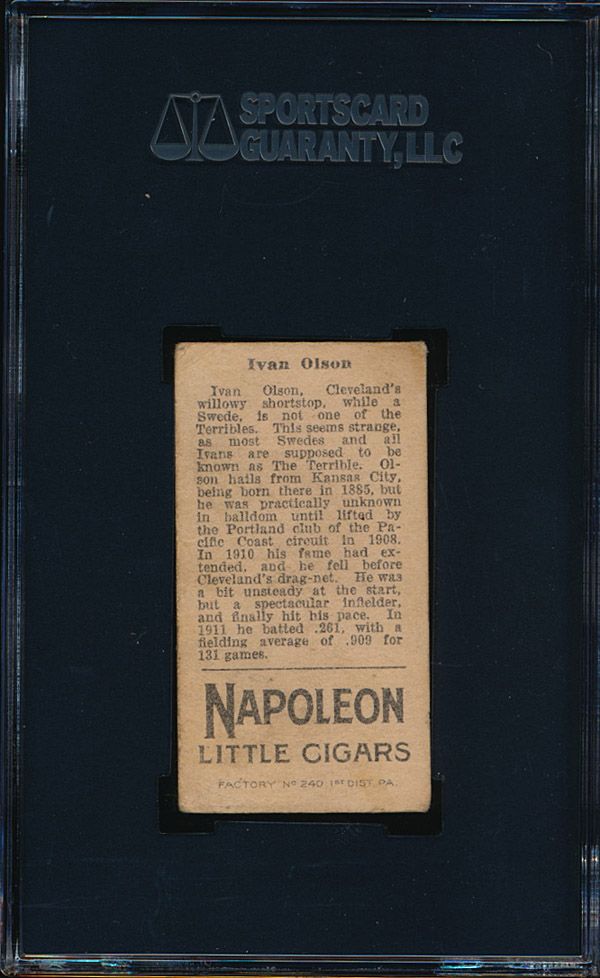 SPORTSCARD
GUARANTY, LLC
Ivan Olson
Ivan Olson, Cleveland's
willowy shortstop, while a
Swede, is not one of the
Terribles. This seems strange,
as most Swedes and all
Ivans are supposed to be
known as The Terrible. Ol-
son hails from Kansas City,
being born there in 1885, but
he was practically unknown
in balldom until lifted by
the Portland club of the Pa-
cific Coast circuit in 1908.
In 1910 his fame had ex-
tended, and he fell before
Cleveland's drag-net. He was
a bit unsteady at the start,
but a spectacular infielder,
and finally hit his pace. In
1911 he batted .261, with a
fielding average of .909 for
131 games.
NAPOLEON
LITTLE CIGARS
FACTORY No 240 1ST DIST. PA.